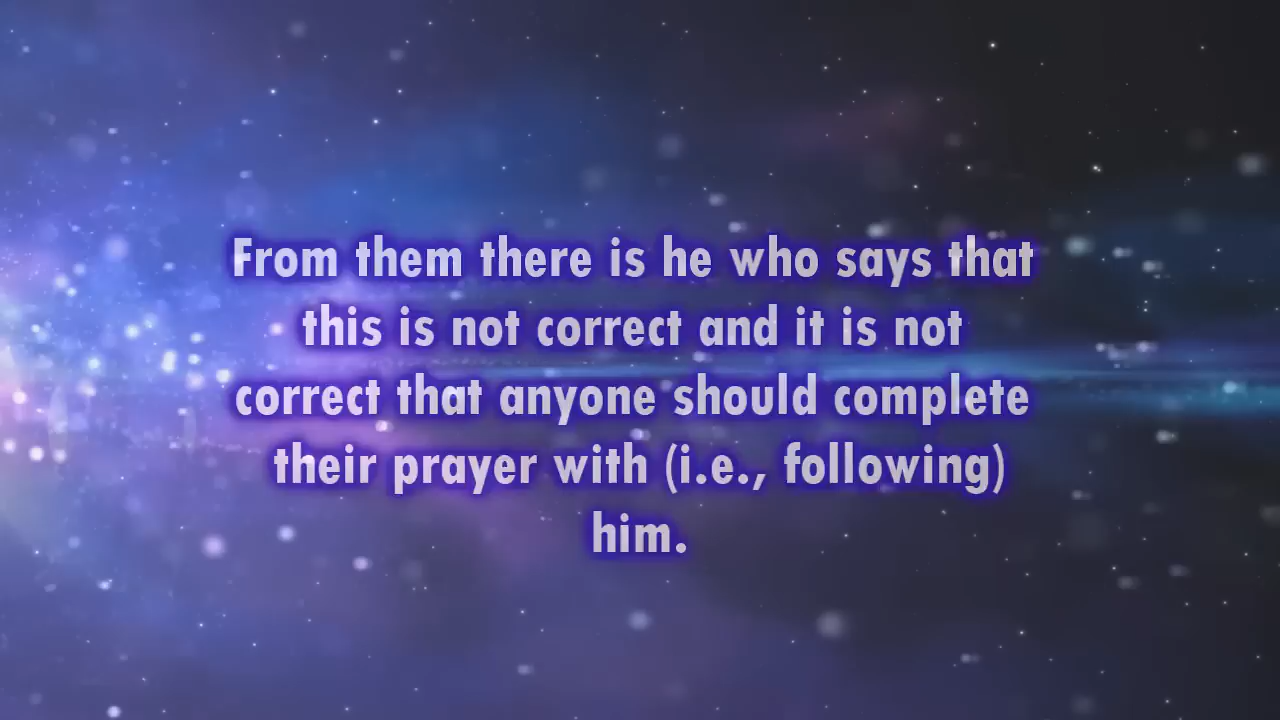 From them there is he who says that
this is not correct and it is not
correct that anyone should complete
their prayer with (i.e., following)
him.